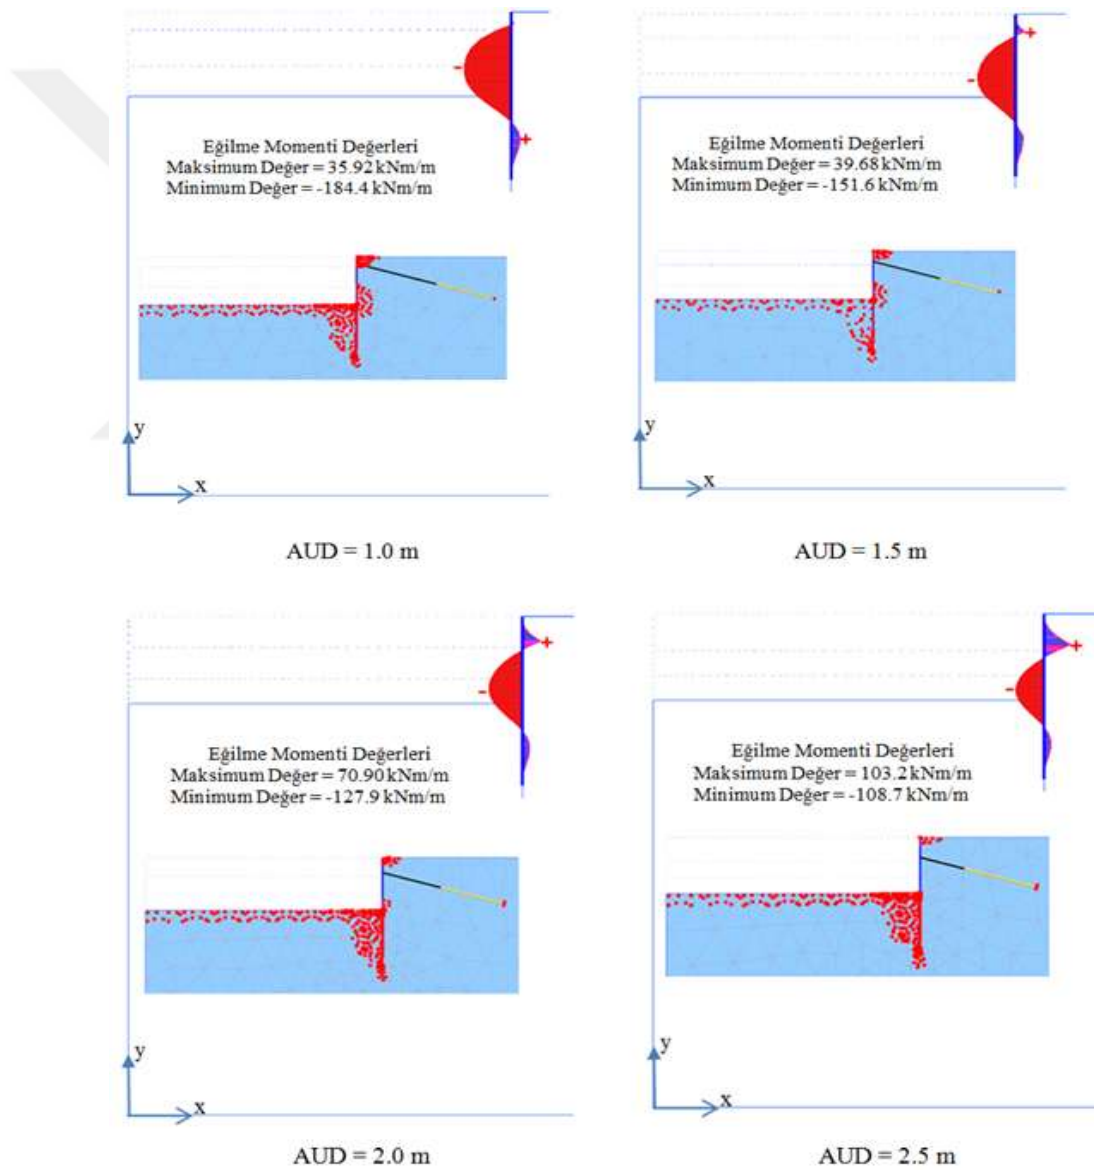 -
+
Eğilme Momenti Değerleri
Maksimum Değer = 35.92 kNm/m
Minimum Değer = -184.4 kNm/m
y
x
AUD = 1.0 m
+
-
Eğilme Momenti Değerleri
Maksimum Değer = 39.68 kNm/m
Minimum Değer = -151.6 kNm/m
y
x
AUD = 1.5 m
+
-
Eğilme Momenti Değerleri
Maksimum Değer = 70.90 kNm/m
Minimum Değer = -127.9 kNm/m
y
x
AUD = 2.0 m
+
-
Eğilme Momenti Değerleri
Maksimum Değer = 103.2 kNm/m
Minimum Değer = -108.7 kNm/m
y
x
AUD = 2.5 m